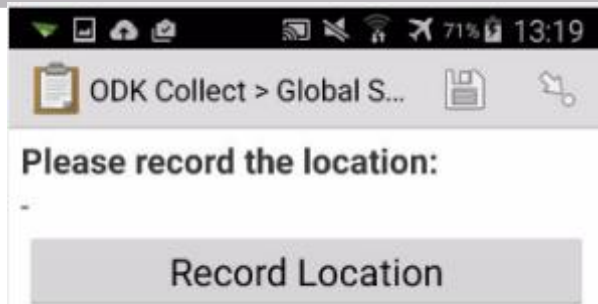 71% 13:19
ODK Collect > Global S...
Please record the location:
-
Record Location